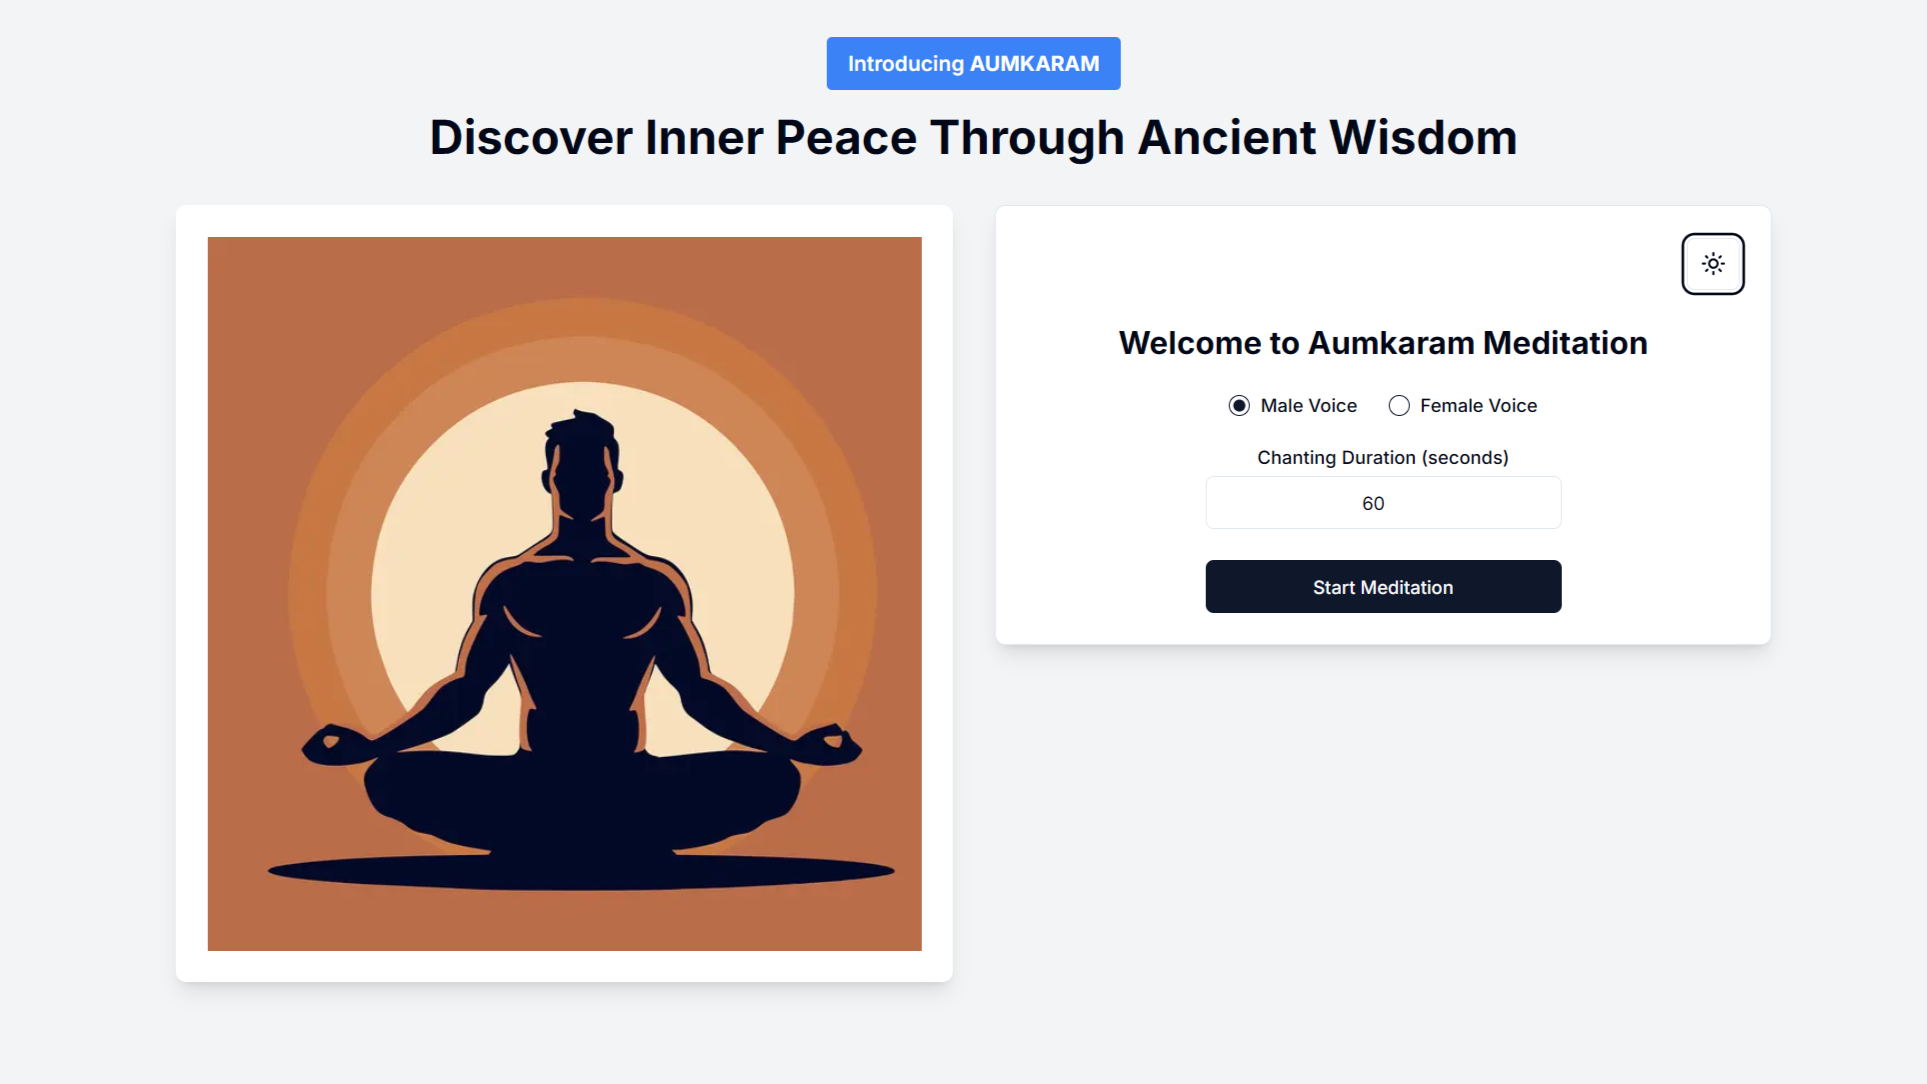 Introducing AUMKARAM
Discover Inner Peace Through Ancient Wisdom
Welcome to Aumkaram Meditation
Male Voice Female Voice
Chanting Duration (seconds)
60
Start Meditation